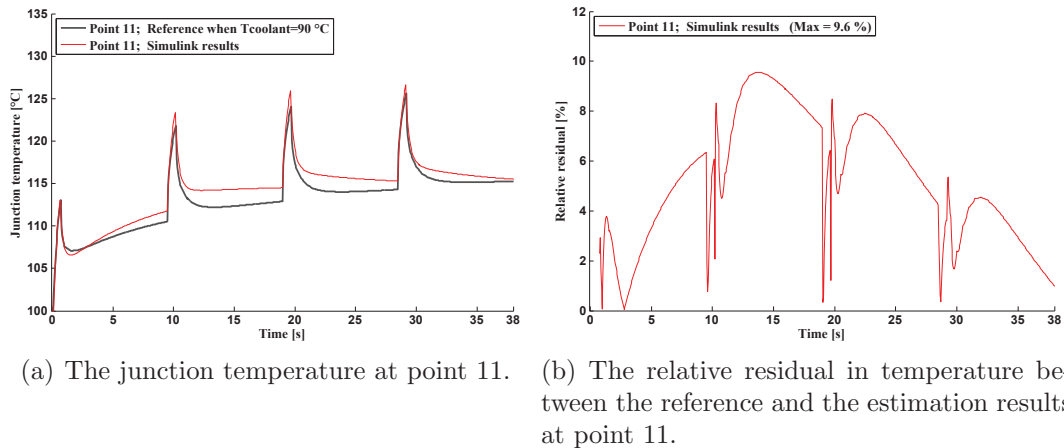 135
130
125
120
115
110
105
100
Junction temperature [°C]
Point 11; Reference when Tcoolant=90 °C
Point 11; Simulink results
0 5 10 15 20 25 30 38
Time [s]
12
10
8
6
4
2
0
Relative residual [%]
Point 11; Simulink results (Max = 9.6 %)
0 5 10 15 20 25 30 38
Time [s]
(a) The junction temperature at point 11.
(b) The relative residual in temperature be-
tween the reference and the estimation results
at point 11.